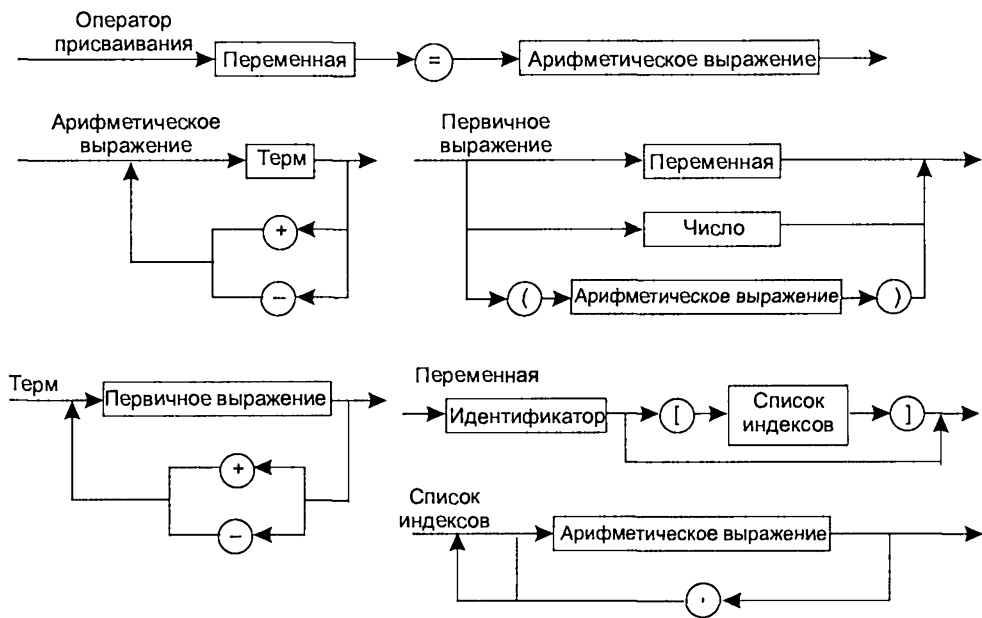 Оператор
присваивания
Переменная
=
Арифметическое выражение
Арифметическое
выражение
Терм
+
−
Первичное
выражение
Переменная
Число
(
Арифметическое выражение
)
Терм
Первичное выражение
+
−
Переменная
Идентификатор
[
Список
индексов
]
Список
индексов
Арифметическое выражение
,